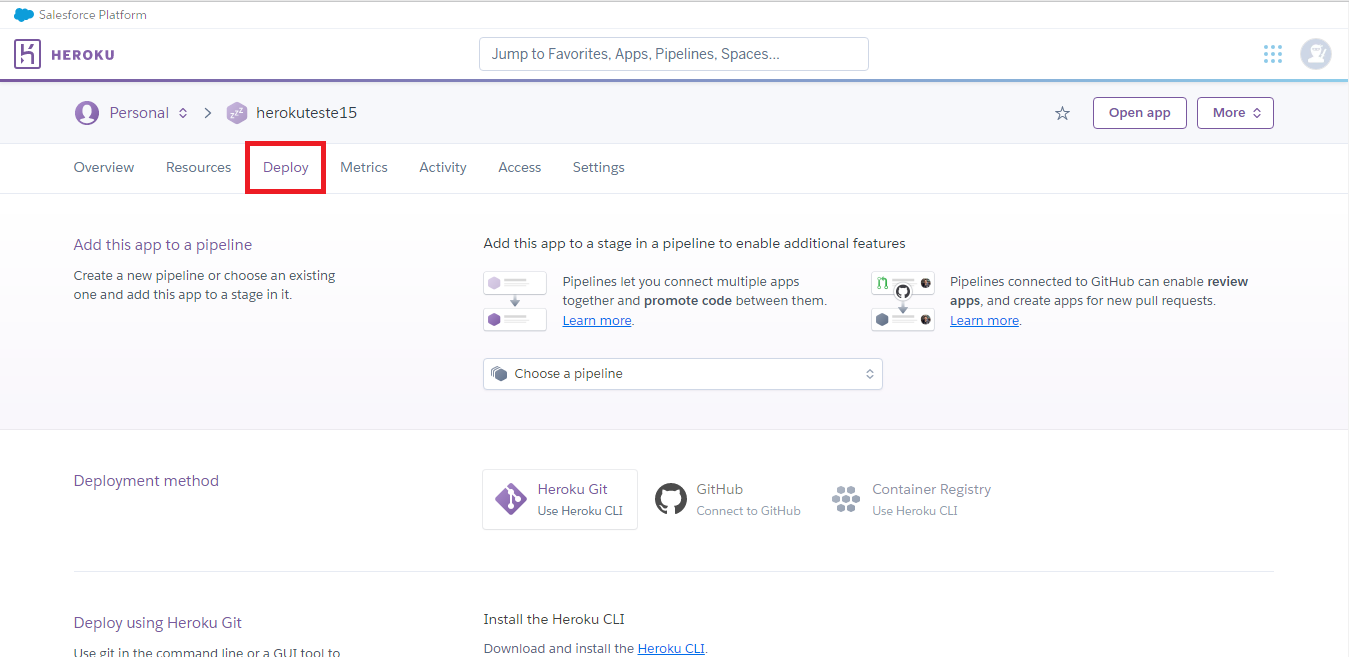 Salesforce Platform
HEROKU
Jump to Favorites, Apps, Pipelines, Spaces...
Personal
herokuteste15
Open app
More
Overview
Resources
Deploy
Metrics
Activity
Access
Settings
Add this app to a pipeline
Create a new pipeline or choose an existing
one and add this app to a stage in it.
Add this app to a stage in a pipeline to enable additional features
Pipelines let you connect multiple apps
together and promote code between them.
Learn more.
Pipelines connected to GitHub can enable review
apps, and create apps for new pull requests.
Learn more.
Choose a pipeline
Deployment method
Heroku Git
Use Heroku CLI
GitHub
Connect to GitHub
Container Registry
Use Heroku CLI
Deploy using Heroku Git
Use git in the command line or a GUI tool to
Install the Heroku CLI
Download and install the Heroku CLI.